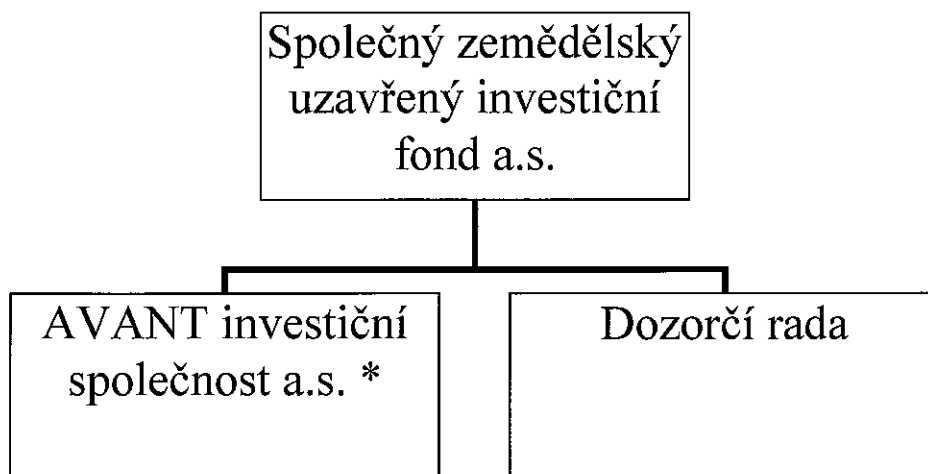 Společný zemědělský
uzavřený investiční
fond a.s.
AVANT investiční
společnost a.s. *
Dozorčí rada